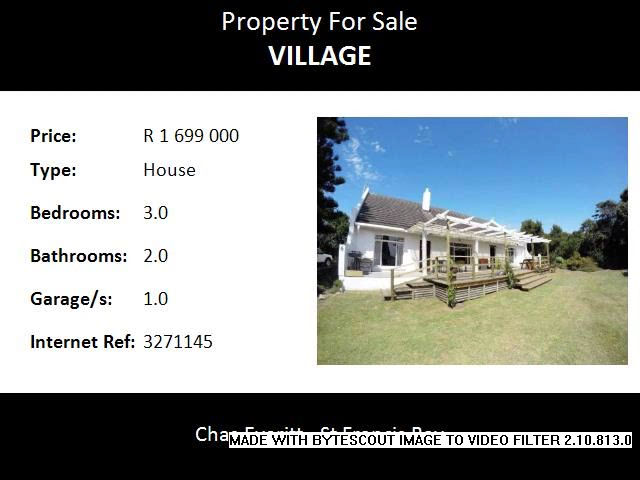 Property For Sale
VILLAGE
Price: R 1 699 000
Type: House
Bedrooms: 3.0
Bathrooms: 2.0
Garage/s: 1.0
Internet Ref: 3271145
MADE WITH BYTESCOUT IMAGE TO VIDEO FILTER 2.10.813.0